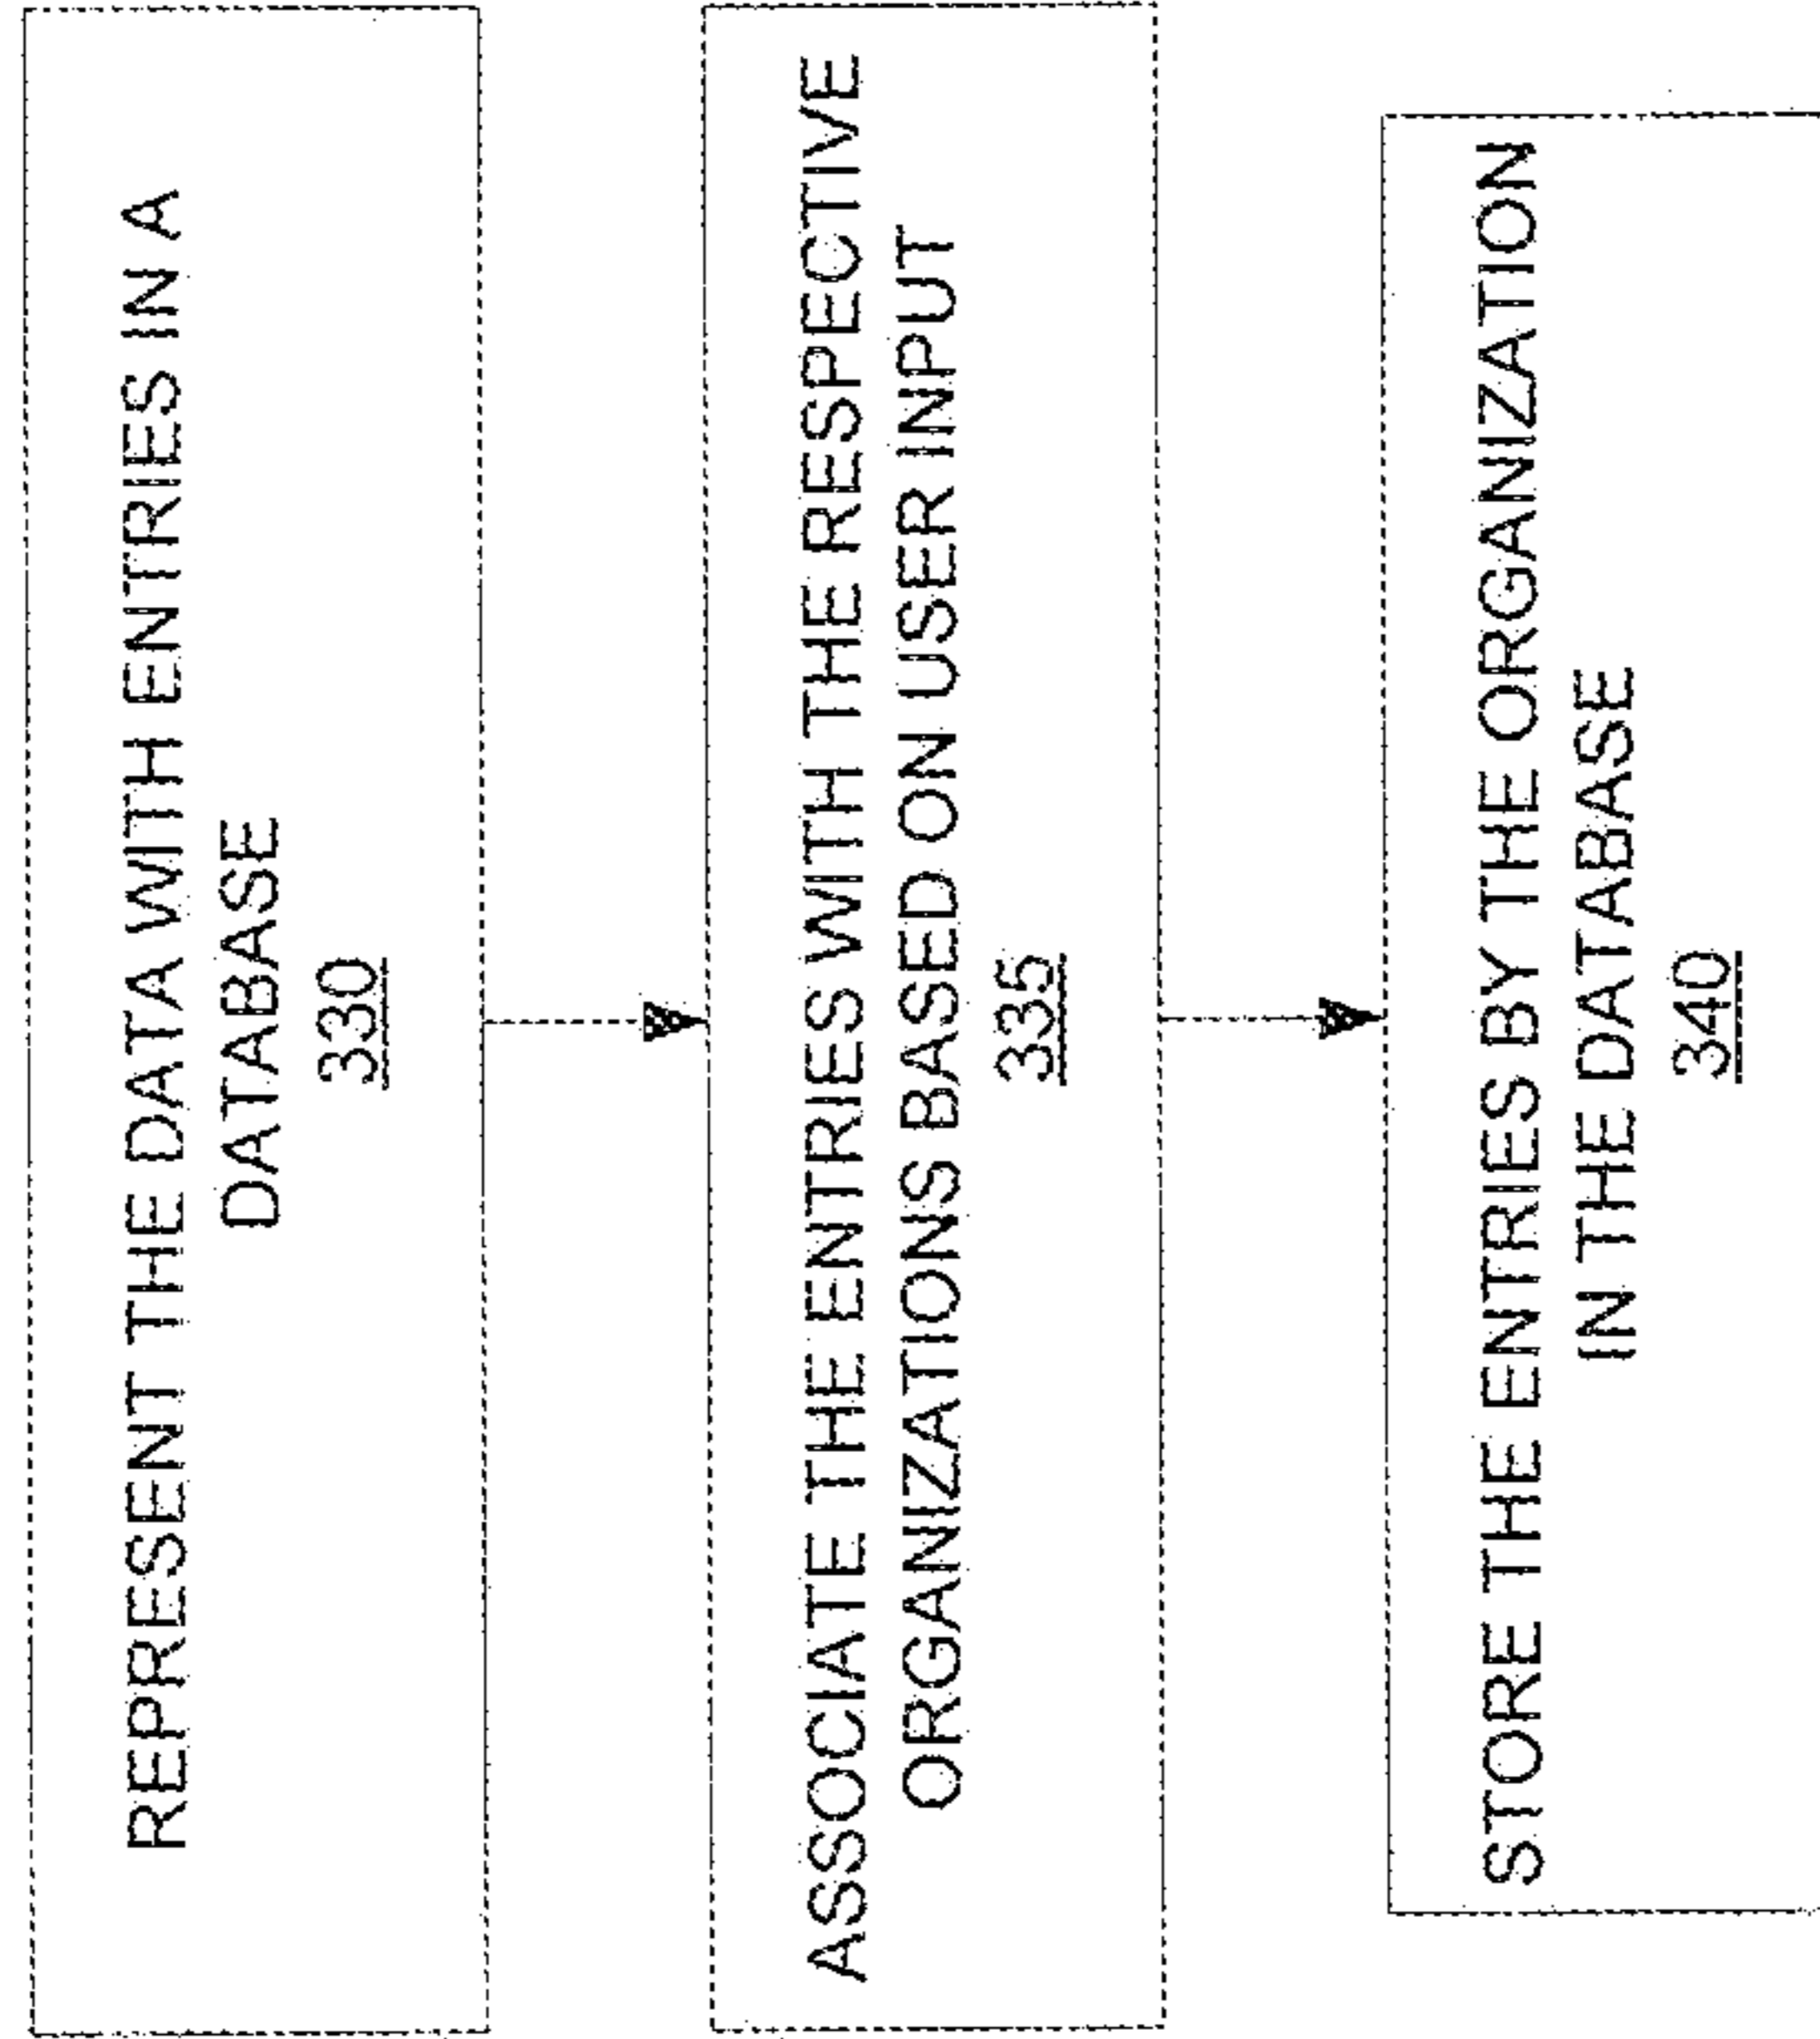 REPRESENT THE DATA WITH ENTRIES IN A
DATABASE
330
ASSOCIATE THE ENTRIES WITH THE RESPECTIVE
ORGANIZATIONS BASED ON USER INPUT
335
STORE THE ENTRIES BY THE ORGANIZATION
IN THE DATABASE
340